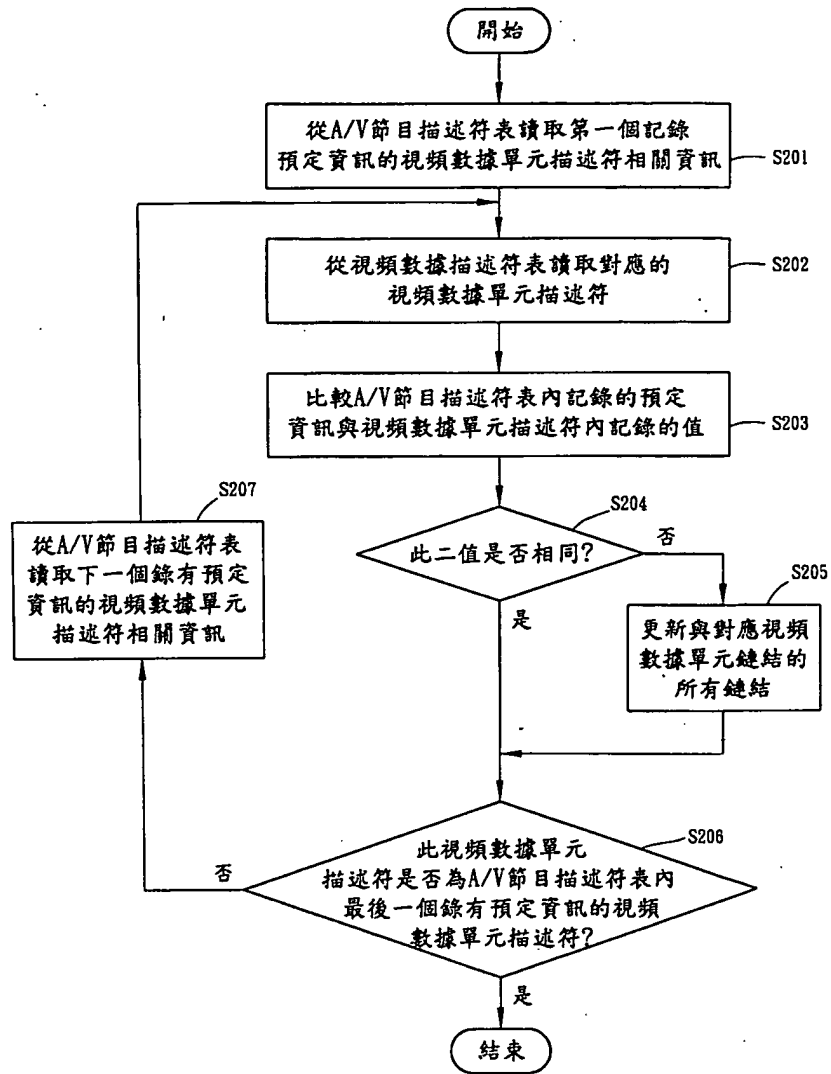 開始
從A/V節目描述符表讀取第一個記錄
預定資訊的視頻數據單元描述符相關資訊
S201
從視頻數據描述符表讀取對應的
視頻數據單元描述符
S202
比較A/V節目描述符表內記錄的預定
資訊與視頻數據單元描述符內記錄的值
S203
S204
此二值是否相同?
否
是
S205
更新與對應視頻
數據單元鏈結的
所有鏈結
S206
此視頻數據單元
描述符是否為A/V節目描述符表內
最後一個錄有預定資訊的視頻
數據單元描述符?
否
S207
從A/V節目描述符表
讀取下一個錄有預定
資訊的視頻數據單元
描述符相關資訊
是
結束